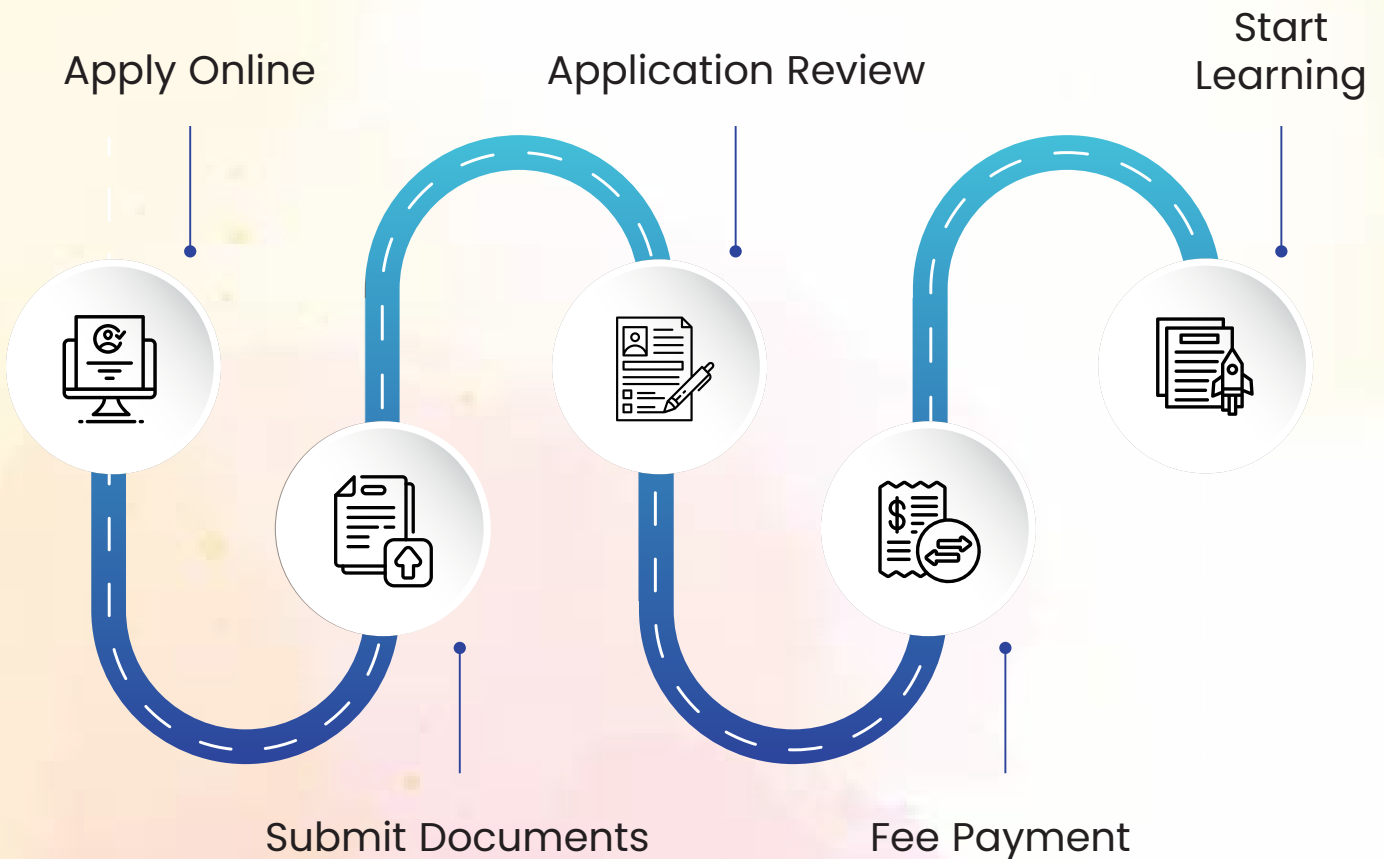 Apply Online
Submit Documents
Application Review
Fee Payment
Start
Learning
$